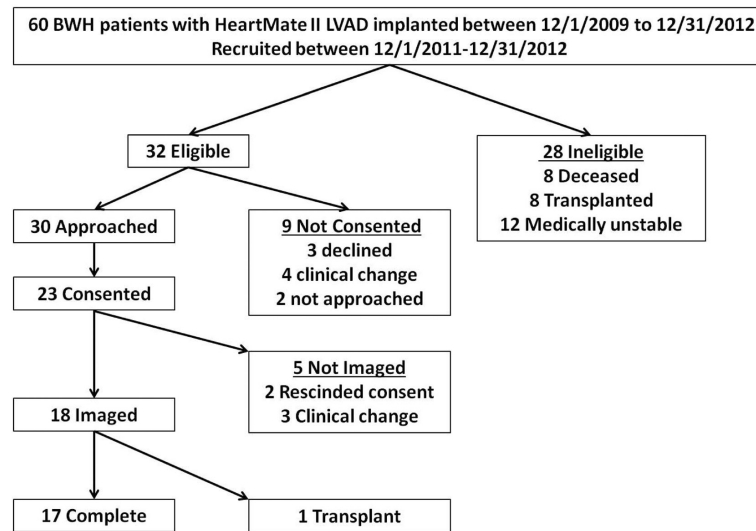 60 BWH patients with HeartMate II LVAD implanted between 12/1/2009 to 12/31/2012
Recruited between 12/1/2011-12/31/2012
32 Eligible
28 Ineligible
8 Deceased
8 Transplanted
12 Medically unstable
30 Approached
9 Not Consented
3 declined
4 clinical change
2 not approached
23 Consented
5 Not Imaged
2 Rescinded consent
3 Clinical change
18 Imaged
17 Complete
1 Transplant